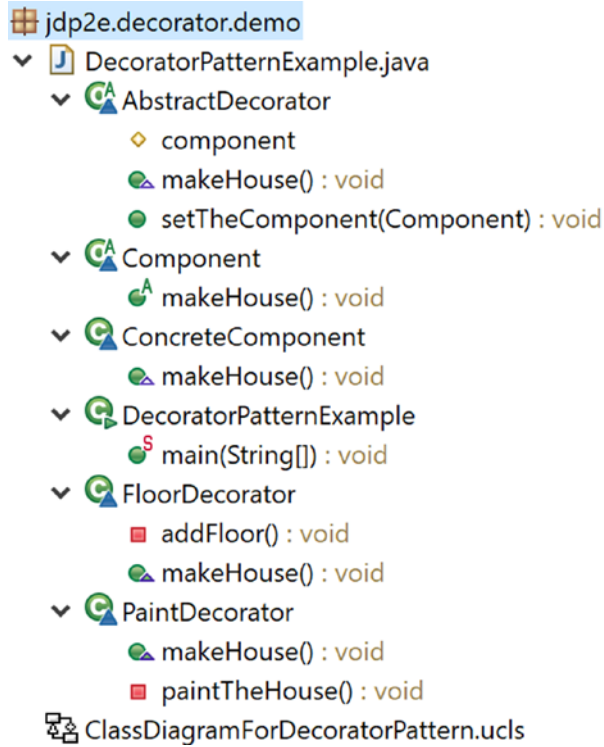 jdp2e.decorator.demo
DecoratorPatternExample.java
AbstractDecorator
component
makeHouse() : void
setTheComponent(Component) : void
Component
makeHouse() : void
ConcreteComponent
makeHouse() : void
DecoratorPatternExample
main(String[]) : void
FloorDecorator
addFloor() : void
makeHouse() : void
PaintDecorator
makeHouse() : void
paintTheHouse() : void
ClassDiagramForDecoratorPattern.ucls